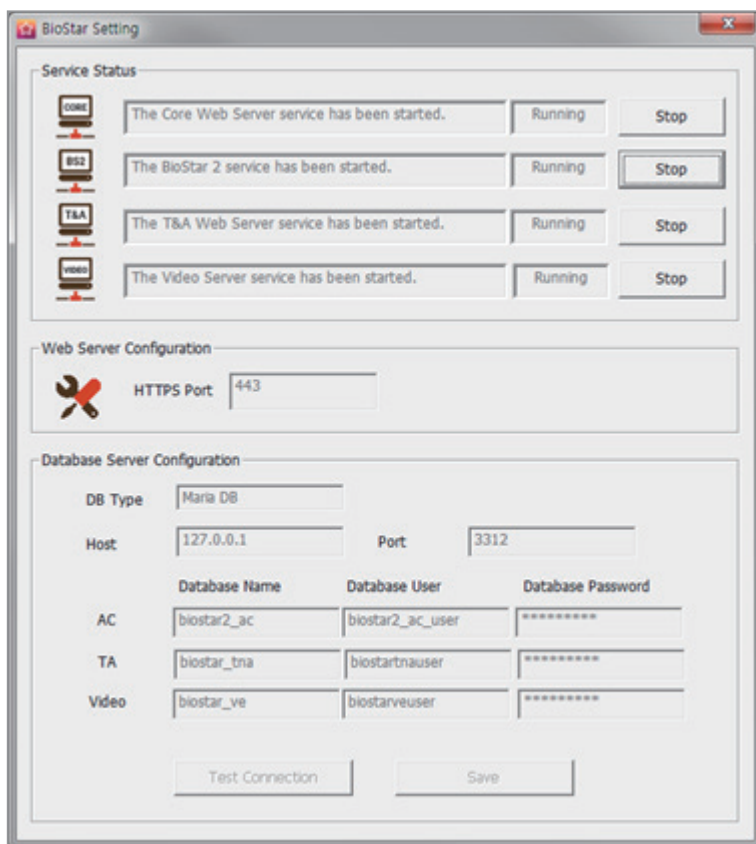 BioStar Setting
Service Status
CORE The Core Web Server service has been started. Running Stop
BS2 The BioStar 2 service has been started. Running Stop
T&A The T&A Web Server service has been started. Running Stop
VIDEO The Video Server service has been started. Running Stop
Web Server Configuration
HTTPS Port 443
Database Server Configuration
DB Type Maria DB
Host 127.0.0.1 Port 3312
Database Name Database User Database Password
AC biostar2_ac biostar2_ac_user *********
TA biostar_tna biostartnauser *********
Video biostar_ve biostarveuser *********
Test Connection Save